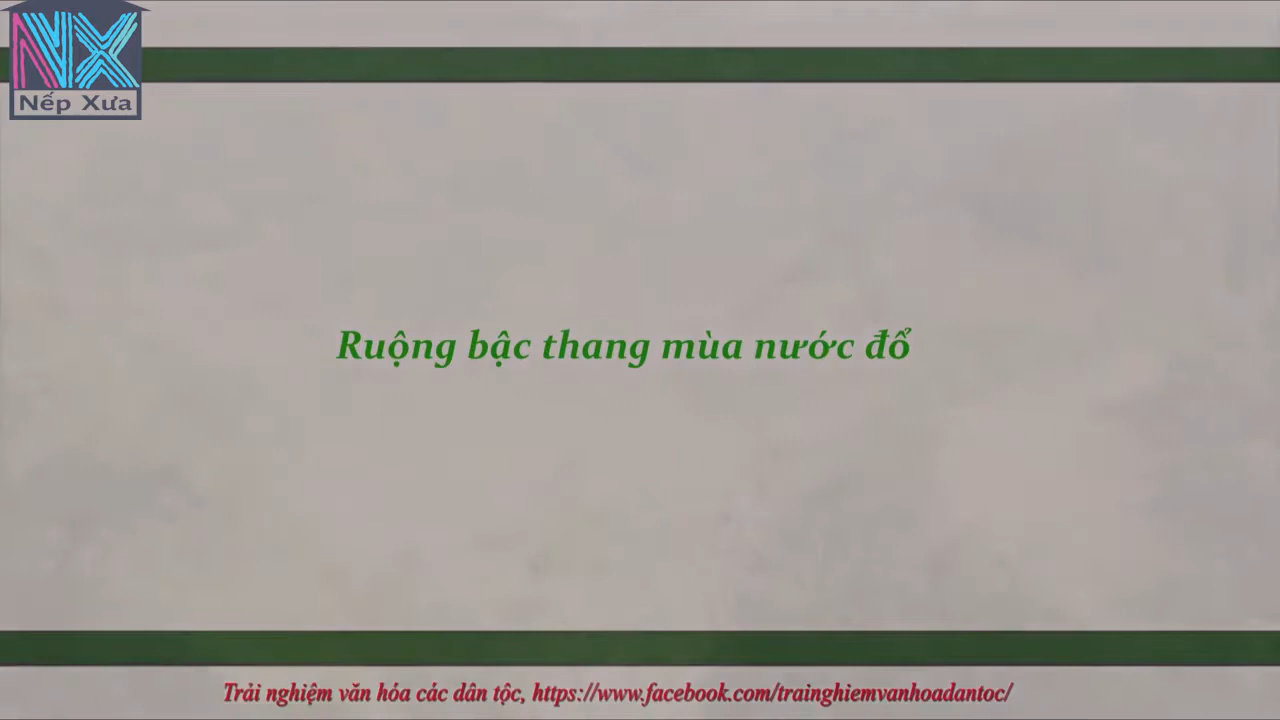 NX
Nếp Xưa
Ruộng bậc thang mùa nước đổ
Trải nghiệm văn hóa các dân tộc, https://www.facebook.com/trainghiemvanhoadantoc/